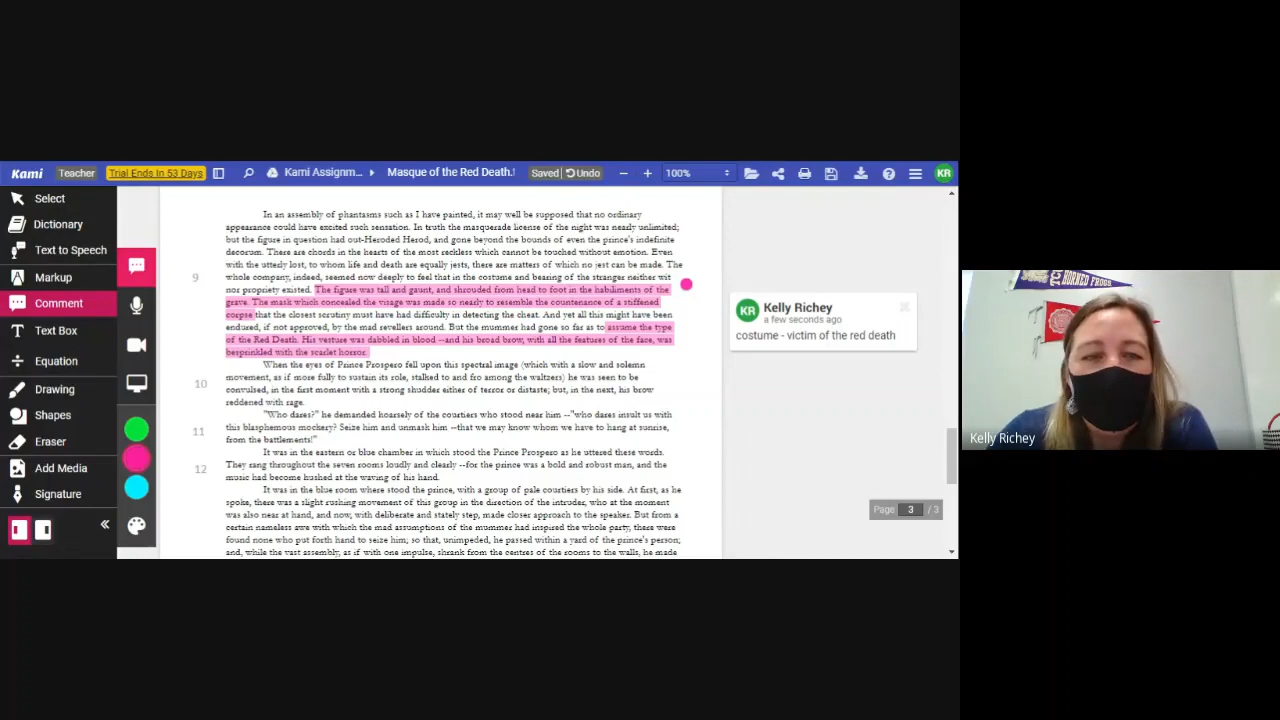 Kami Teacher Trial Ends In 53 Days Kami Assignm... Masque of the Red Death. Saved Undo − + 100% KR
Select
Dictionary
Text to Speech
Markup
Comment
Text Box
Equation
Drawing
Shapes
Eraser
Add Media
Signature
In an assembly of phantasms such as I have painted, it may well be supposed that no ordinary
appearance could have excited such sensation. In truth the masquerade license of the night was nearly unlimited;
but the figure in question had out-Heroded Herod, and gone beyond the bounds of even the prince's indefinite
decorum. There are chords in the hearts of the most reckless which cannot be touched without emotion. Even
with the utterly lost, to whom life and death are equally jests, there are matters of which no jest can be made. The
9 whole company, indeed, seemed now deeply to feel that in the costume and bearing of the stranger neither wit
nor propriety existed. The figure was tall and gaunt, and shrouded from head to foot in the habiliments of the
grave. The mask which concealed the visage was made so nearly to resemble the countenance of a stiffened
corpse that the closest scrutiny must have had difficulty in detecting the cheat. And yet all this might have been
endured, if not approved, by the mad revellers around. But the mummer had gone so far as to assume the type
of the Red Death. His vesture was dabbled in blood --and his broad brow, with all the features of the face, was
besprinkled with the scarlet horror.
When the eyes of Prince Prospero fell upon this spectral image (which with a slow and solemn
10 movement, as if more fully to sustain its role, stalked to and fro among the waltzers) he was seen to be
convulsed, in the first moment with a strong shudder either of terror or distaste; but, in the next, his brow
reddened with rage.
"Who dares?" he demanded hoarsely of the courtiers who stood near him --"who dares insult us with
11 this blasphemous mockery? Seize him and unmask him --that we may know whom we have to hang at sunrise,
from the battlements!"
It was in the eastern or blue chamber in which stood the Prince Prospero as he uttered these words.
12 They rang throughout the seven rooms loudly and clearly --for the prince was a bold and robust man, and the
music had become hushed at the waving of his hand.
It was in the blue room where stood the prince, with a group of pale courtiers by his side. At first, as he
spoke, there was a slight rushing movement of this group in the direction of the intruder, who at the moment
was also near at hand, and now, with deliberate and stately step, made closer approach to the speaker. But from a
certain nameless awe with which the mad assumptions of the mummer had inspired the whole party, there were
found none who put forth hand to seize him; so that, unimpeded, he passed within a yard of the prince's person;
and, while the vast assembly, as if with one impulse, shrank from the centres of the rooms to the walls, he made
KR Kelly Richey
a few seconds ago
costume - victim of the red death
Page 3 / 3
HORNED FROGS
Kelly Richey